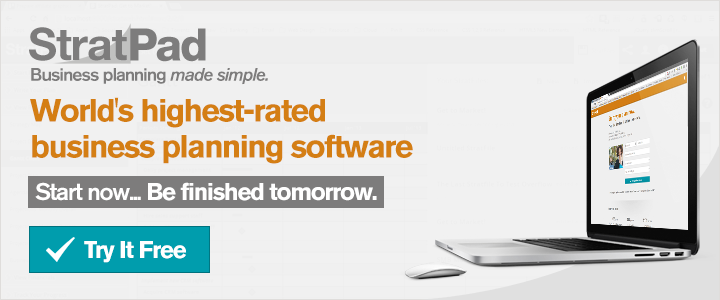 StratPad
Business planning made simple.
World's highest-rated
business planning software
Start now... Be finished tomorrow.
Try It Free